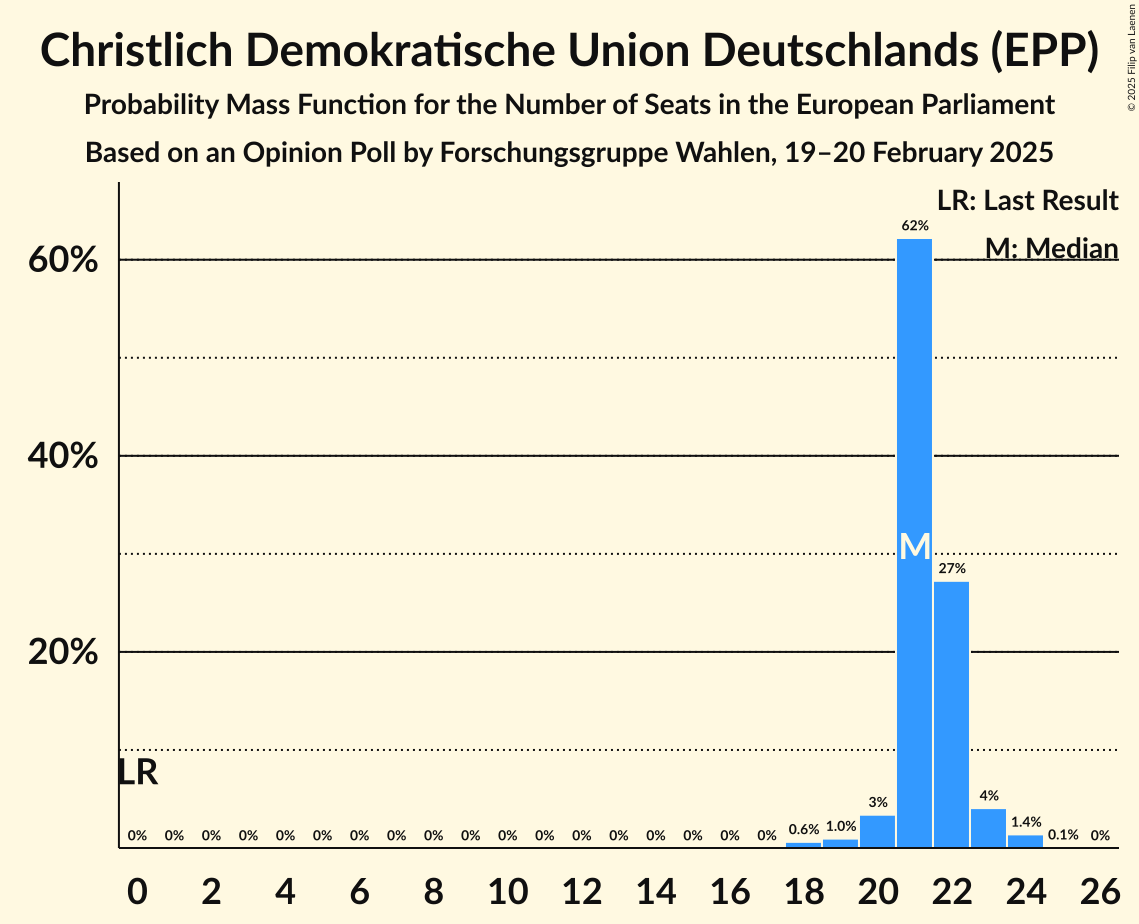 Christlich Demokratische Union Deutschlands (EPP)
Probability Mass Function for the Number of Seats in the European Parliament
Based on an Opinion Poll by Forschungsgruppe Wahlen, 19–20 February 2025
© 2025 Filip van Laenen
LR: Last Result
M: Median
62%
60%
40%
M
27%
20%
LR
0% 0% 0% 0% 0% 0% 0% 0% 0% 0% 0% 0% 0% 0% 0% 0% 0% 0% 0.6% 1.0% 3% 4% 1.4% 0.1% 0%
0 2 4 6 8 10 12 14 16 18 20 22 24 26